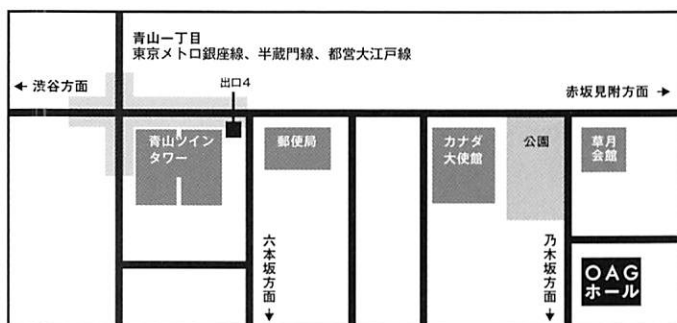 青山一丁目
東京メトロ銀座線、半蔵門線、都営大江戸線
← 渋谷方面
出口4
赤坂見附方面 →
青山ツイン
タワー
郵便局
カナダ
大使館
公園
草月
会館
六本坂方面
↓
乃木坂方面
↓
OAG
ホール